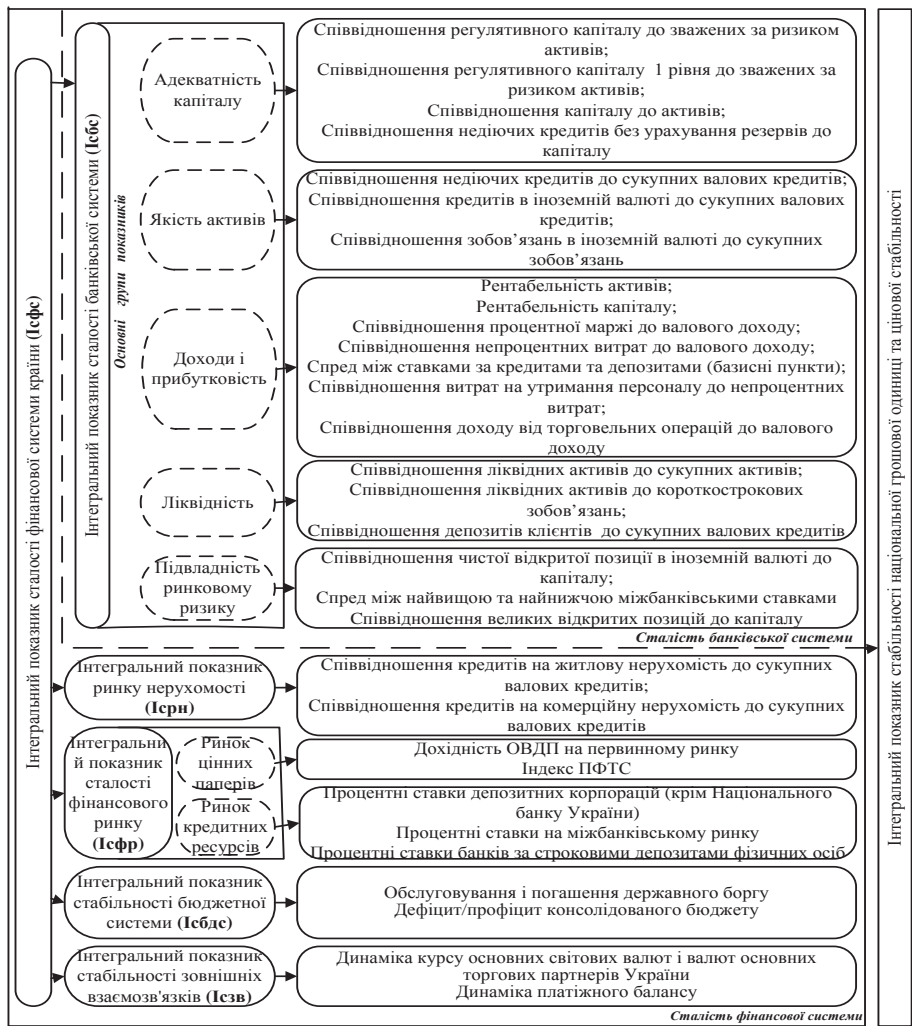 Інтегральний показник сталості фінансової системи країни (Ісфс)
Інтегральний показник сталості банківської системи (Ісбс)
Основні групи показників
Адекватність
капіталу
Співвідношення регулятивного капіталу до зважених за ризиком
активів;
Співвідношення регулятивного капіталу 1 рівня до зважених за
ризиком активів;
Співвідношення капіталу до активів;
Співвідношення недіючих кредитів без урахування резервів до
капіталу
Якість активів
Співвідношення недіючих кредитів до сукупних валових кредитів;
Співвідношення кредитів в іноземній валюті до сукупних валових
кредитів;
Співвідношення зобов’язань в іноземній валюті до сукупних
зобов’язань
Доходи і
прибутковість
Рентабельність активів;
Рентабельність капіталу;
Співвідношення процентної маржі до валового доходу;
Співвідношення непроцентних витрат до валового доходу;
Спред між ставками за кредитами та депозитами (базисні пункти);
Співвідношення витрат на утримання персоналу до непроцентних
витрат;
Співвідношення доходу від торговельних операцій до валового
доходу
Ліквідність
Співвідношення ліквідних активів до сукупних активів;
Співвідношення ліквідних активів до короткострокових
зобов’язань;
Співвідношення депозитів клієнтів до сукупних валових кредитів
Підвладність
ринковому
ризику
Співвідношення чистої відкритої позиції в іноземній валюті до
капіталу;
Спред між найвищою та найнижчою міжбанківськими ставками
Співвідношення великих відкритих позицій до капіталу
Сталість банківської системи
Інтегральний показник
ринку нерухомості
(Ісрн)
Співвідношення кредитів на житлову нерухомість до сукупних
валових кредитів;
Співвідношення кредитів на комерційну нерухомість до сукупних
валових кредитів
Інтегральни
й показник
сталості
фінансового
ринку
(Ісфр)
Ринок
цінних
паперів
Дохідність ОВДП на первинному ринку
Індекс ПФТС
Ринок
кредитних
ресурсів
Процентні ставки депозитних корпорацій (крім Національного
банку України)
Процентні ставки на міжбанківському ринку
Процентні ставки банків за строковими депозитами фізичних осіб
Інтегральний показник
стабільності бюджетної
системи (Ісбдс)
Обслуговування і погашення державного боргу
Дефіцит/профіцит консолідованого бюджету
Інтегральний показник
стабільності зовнішніх
взаємозв'язків (Ісзв)
Динаміка курсу основних світових валют і валют основних
торгових партнерів України
Динаміка платіжного балансу
Сталість фінансової системи
Інтегральний показник стабільності національної грошової одиниці та цінової стабільності